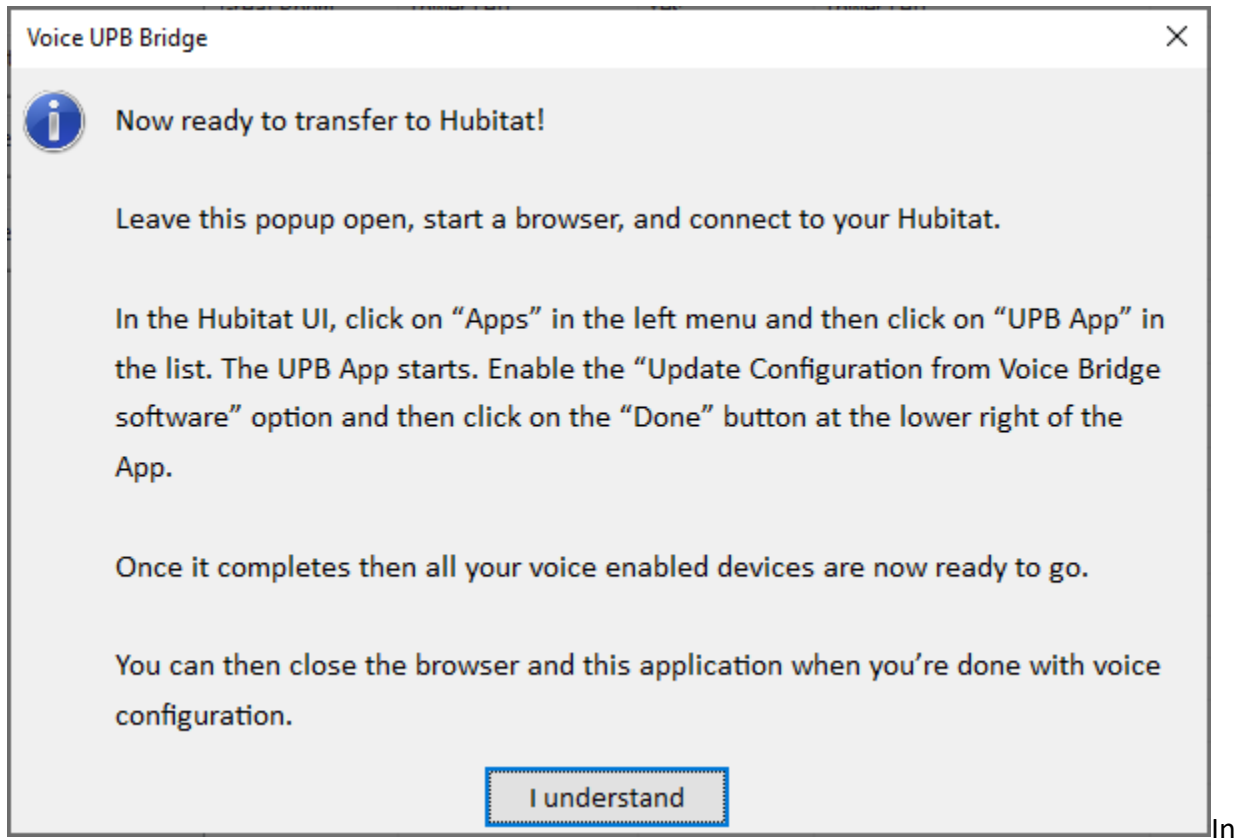 Voice UPB Bridge
Now ready to transfer to Hubitat!
Leave this popup open, start a browser, and connect to your Hubitat.
In the Hubitat UI, click on “Apps” in the left menu and then click on “UPB App” in
the list. The UPB App starts. Enable the “Update Configuration from Voice Bridge
software” option and then click on the “Done” button at the lower right of the
App.
Once it completes then all your voice enabled devices are now ready to go.
You can then close the browser and this application when you’re done with voice
configuration.
I understand
In